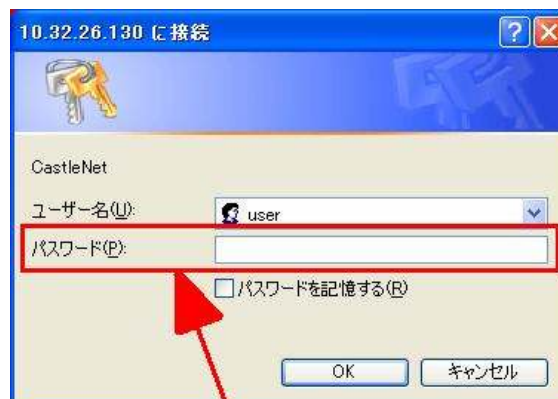 10.32.26.130 に接続
CastleNet
ユーザー名(U):
user
パスワード(P):
パスワードを記憶する(R)
OK
キャンセル